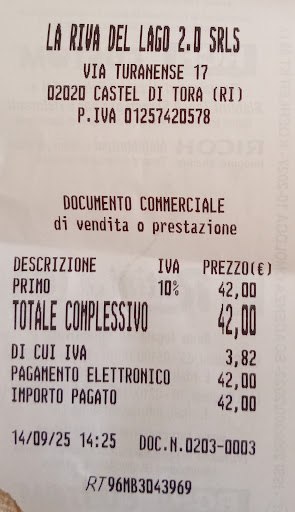 LA RIVA DEL LAGO 2.0 SRLS
VIA TURANENSE 17
02020 CASTEL DI TORA (RI)
P.IVA 01257420578
DOCUMENTO COMMERCIALE
di vendita o prestazione
DESCRIZIONE IVA PREZZO(€)
PRIMO 10% 42,00
TOTALE COMPLESSIVO 42,00
DI CUI IVA 3,82
PAGAMENTO ELETTRONICO 42,00
IMPORTO PAGATO 42,00
14/09/25 14:25 DOC.N.0203-0003
RT 96MB3043969